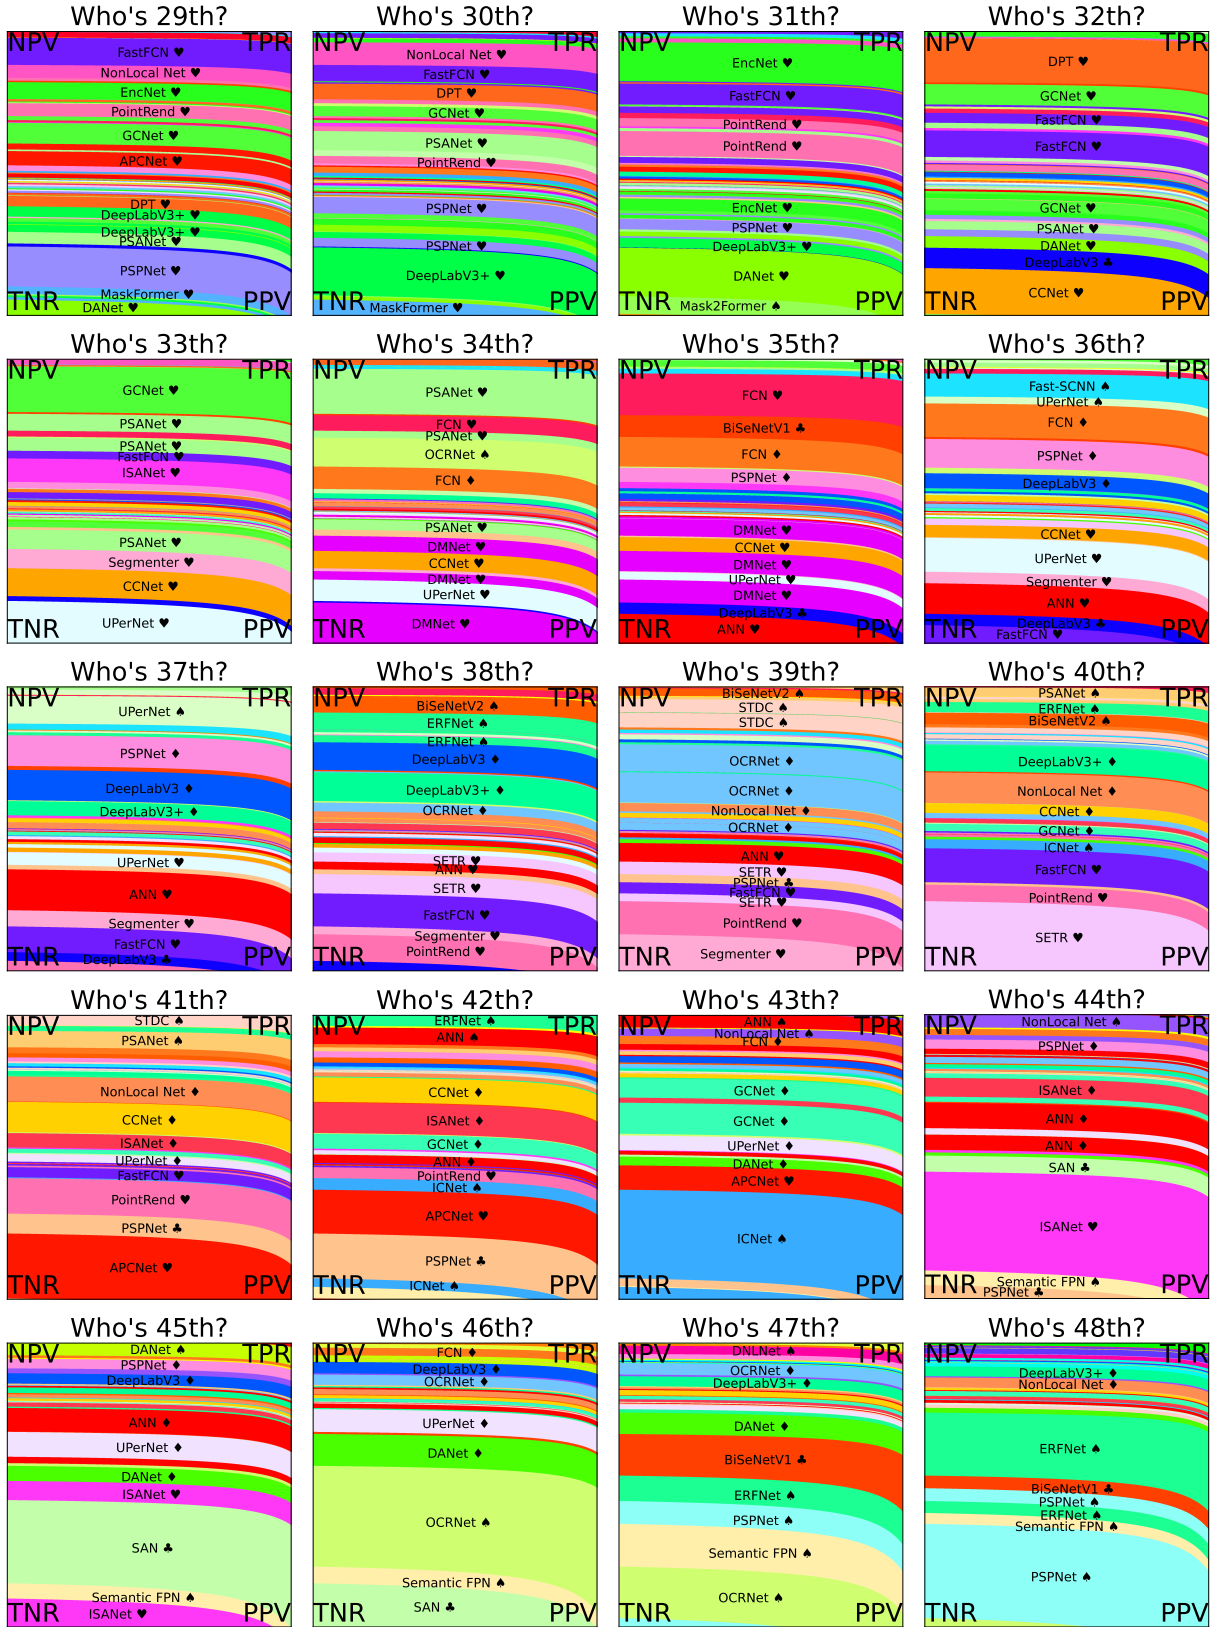 Who's 29th?
NPV
TPR
FastFCN ♥
NonLocal Net ♥
EncNet ♥
PointRend ♥
GCNet ♥
APCNet ♥
DPT ♥
DeepLabV3+ ♥
DeepLabV3+ ♥
PSANet ♥
PSPNet ♥
MaskFormer ♥
TNR
PPV
DANet ♥
Who's 30th?
NPV
TPR
NonLocal Net ♥
FastFCN ♥
DPT ♥
GCNet ♥
PSANet ♥
PointRend ♥
PSPNet ♥
PSPNet ♥
DeepLabV3+ ♥
TNR
PPV
MaskFormer ♥
Who's 31th?
NPV
TPR
EncNet ♥
FastFCN ♥
PointRend ♥
PointRend ♥
EncNet ♥
PSPNet ♥
DeepLabV3+ ♥
DANet ♥
TNR
PPV
Mask2Former ♠
Who's 32th?
NPV
TPR
DPT ♥
GCNet ♥
FastFCN ♥
FastFCN ♥
GCNet ♥
PSANet ♥
DANet ♥
DeepLabV3 ♣
CCNet ♥
TNR
PPV
Who's 33th?
NPV
TPR
GCNet ♥
PSANet ♥
PSANet ♥
FastFCN ♥
ISANet ♥
PSANet ♥
Segmenter ♥
CCNet ♥
UPerNet ♥
TNR
PPV
Who's 34th?
NPV
TPR
PSANet ♥
FCN ♥
PSANet ♥
OCRNet ♠
FCN ♦
PSANet ♥
DMNet ♥
CCNet ♥
DMNet ♥
UPerNet ♥
DMNet ♥
TNR
PPV
Who's 35th?
NPV
TPR
FCN ♥
BiSeNetV1 ♣
FCN ♦
PSPNet ♦
DMNet ♥
CCNet ♥
DMNet ♥
UPerNet ♥
DMNet ♥
DeepLabV3 ♣
ANN ♥
TNR
PPV
Who's 36th?
NPV
TPR
Fast-SCNN ♠
UPerNet ♠
FCN ♦
PSPNet ♦
DeepLabV3 ♦
CCNet ♥
UPerNet ♥
Segmenter ♥
ANN ♥
DeepLabV3 ♣
TNR
PPV
FastFCN ♥
Who's 37th?
NPV
TPR
UPerNet ♠
PSPNet ♦
DeepLabV3 ♦
DeepLabV3+ ♦
UPerNet ♥
ANN ♥
Segmenter ♥
FastFCN ♥
TNR
PPV
DeepLabV3 ♣
Who's 38th?
NPV
TPR
BiSeNetV2 ♠
ERFNet ♠
ERFNet ♠
DeepLabV3 ♦
DeepLabV3+ ♦
OCRNet ♦
SETR ♥
ANN ♥
SETR ♥
FastFCN ♥
Segmenter ♥
PointRend ♥
TNR
PPV
Who's 39th?
NPV
TPR
BiSeNetV2 ♠
STDC ♠
STDC ♠
OCRNet ♦
OCRNet ♦
NonLocal Net ♦
OCRNet ♦
ANN ♥
SETR ♥
PSPNet ♣
FastFCN ♥
SETR ♥
PointRend ♥
Segmenter ♥
TNR
PPV
Who's 40th?
NPV
TPR
PSANet ♠
ERFNet ♠
BiSeNetV2 ♠
DeepLabV3+ ♦
NonLocal Net ♦
CCNet ♦
GCNet ♦
ICNet ♠
FastFCN ♥
PointRend ♥
SETR ♥
TNR
PPV
Who's 41th?
NPV
TPR
STDC ♠
PSANet ♠
NonLocal Net ♦
CCNet ♦
ISANet ♦
UPerNet ♦
FastFCN ♥
PointRend ♥
PSPNet ♣
APCNet ♥
TNR
PPV
Who's 42th?
NPV
TPR
ERFNet ♠
ANN ♠
CCNet ♦
ISANet ♦
GCNet ♦
ANN ♦
PointRend ♥
ICNet ♠
APCNet ♥
PSPNet ♣
ICNet ♠
TNR
PPV
Who's 43th?
NPV
TPR
ANN ♠
NonLocal Net ♠
FCN ♦
GCNet ♦
GCNet ♦
UPerNet ♦
DANet ♦
APCNet ♥
ICNet ♠
TNR
PPV
Who's 44th?
NPV
TPR
NonLocal Net ♠
PSPNet ♦
ISANet ♦
ANN ♦
ANN ♦
SAN ♣
ISANet ♥
Semantic FPN ♠
TNR
PPV
PSPNet ♣
Who's 45th?
NPV
TPR
DANet ♠
PSPNet ♦
DeepLabV3 ♦
ANN ♦
UPerNet ♦
DANet ♦
ISANet ♥
SAN ♣
Semantic FPN ♠
TNR
PPV
ISANet ♥
Who's 46th?
NPV
TPR
FCN ♦
DeepLabV3 ♦
OCRNet ♦
UPerNet ♦
DANet ♦
OCRNet ♠
Semantic FPN ♠
SAN ♣
TNR
PPV
Who's 47th?
NPV
TPR
DNLNet ♠
OCRNet ♦
DeepLabV3+ ♦
DANet ♦
BiSeNetV1 ♣
ERFNet ♠
PSPNet ♠
Semantic FPN ♠
OCRNet ♠
TNR
PPV
Who's 48th?
NPV
TPR
DeepLabV3+ ♦
NonLocal Net ♦
ERFNet ♠
BiSeNetV1 ♣
PSPNet ♠
ERFNet ♠
Semantic FPN ♠
PSPNet ♠
TNR
PPV